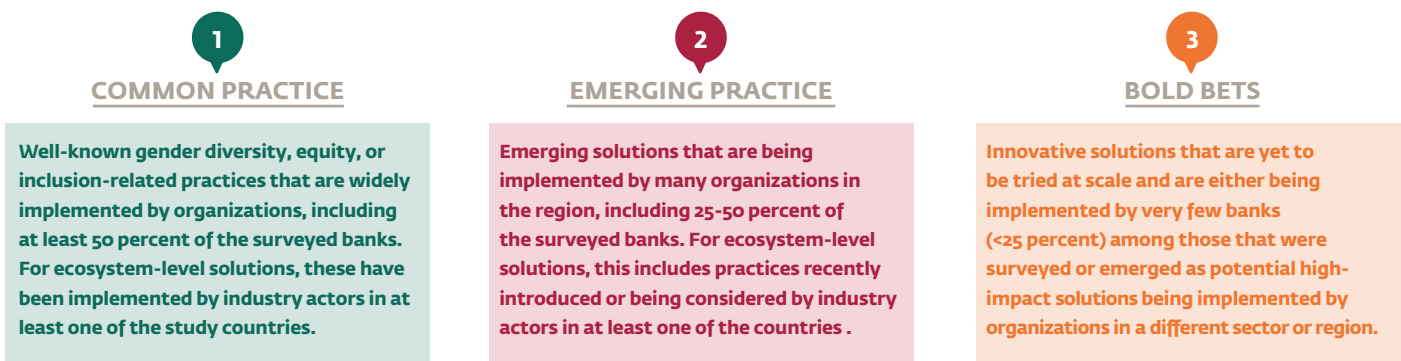 1
COMMON PRACTICE
Well-known gender diversity, equity, or
inclusion-related practices that are widely
implemented by organizations, including
at least 50 percent of the surveyed banks.
For ecosystem-level solutions, these have
been implemented by industry actors in at
least one of the study countries.
2
EMERGING PRACTICE
Emerging solutions that are being
implemented by many organizations in
the region, including 25-50 percent of
the surveyed banks. For ecosystem-level
solutions, this includes practices recently
introduced or being considered by industry
actors in at least one of the countries .
3
BOLD BETS
Innovative solutions that are yet to
be tried at scale and are either being
implemented by very few banks
(<25 percent) among those that were
surveyed or emerged as potential high-
impact solutions being implemented by
organizations in a different sector or region.